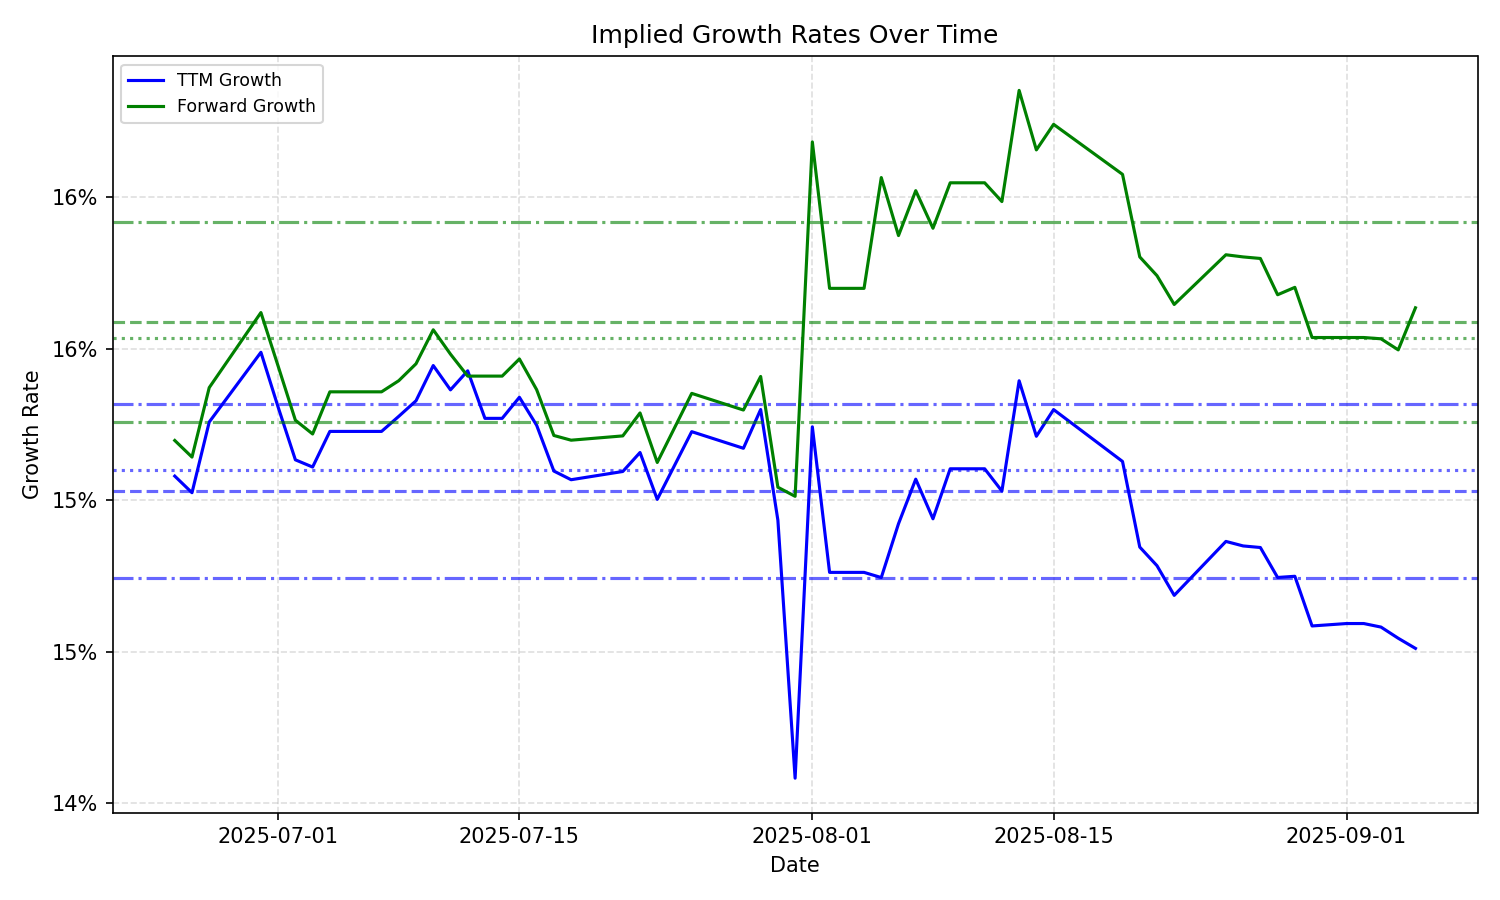 Implied Growth Rates Over Time
TTM Growth
Forward Growth
16%
16%
15%
15%
14%
Growth Rate
2025-07-01
2025-07-15
2025-08-01
2025-08-15
2025-09-01
Date